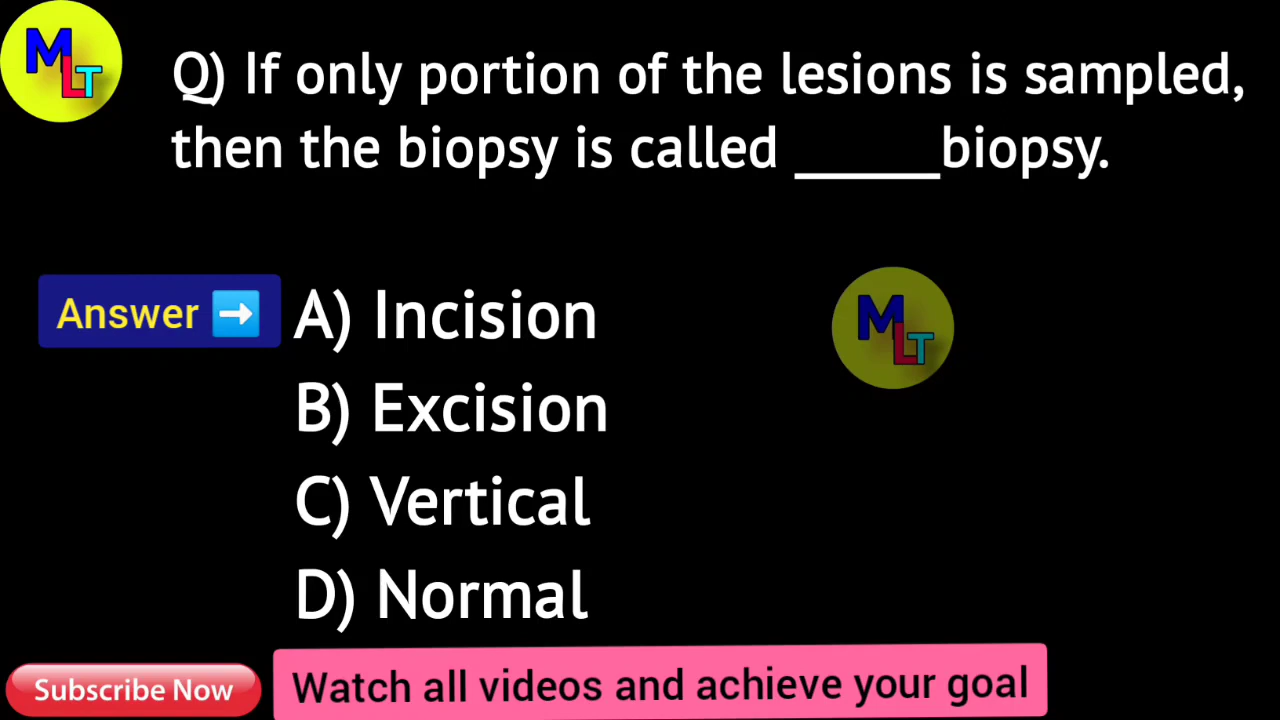 MLT
Q) If only portion of the lesions is sampled,
then the biopsy is called ______biopsy.
Answer ➡
A) Incision
MLT
B) Excision
C) Vertical
D) Normal
Subscribe Now
Watch all videos and achieve your goal